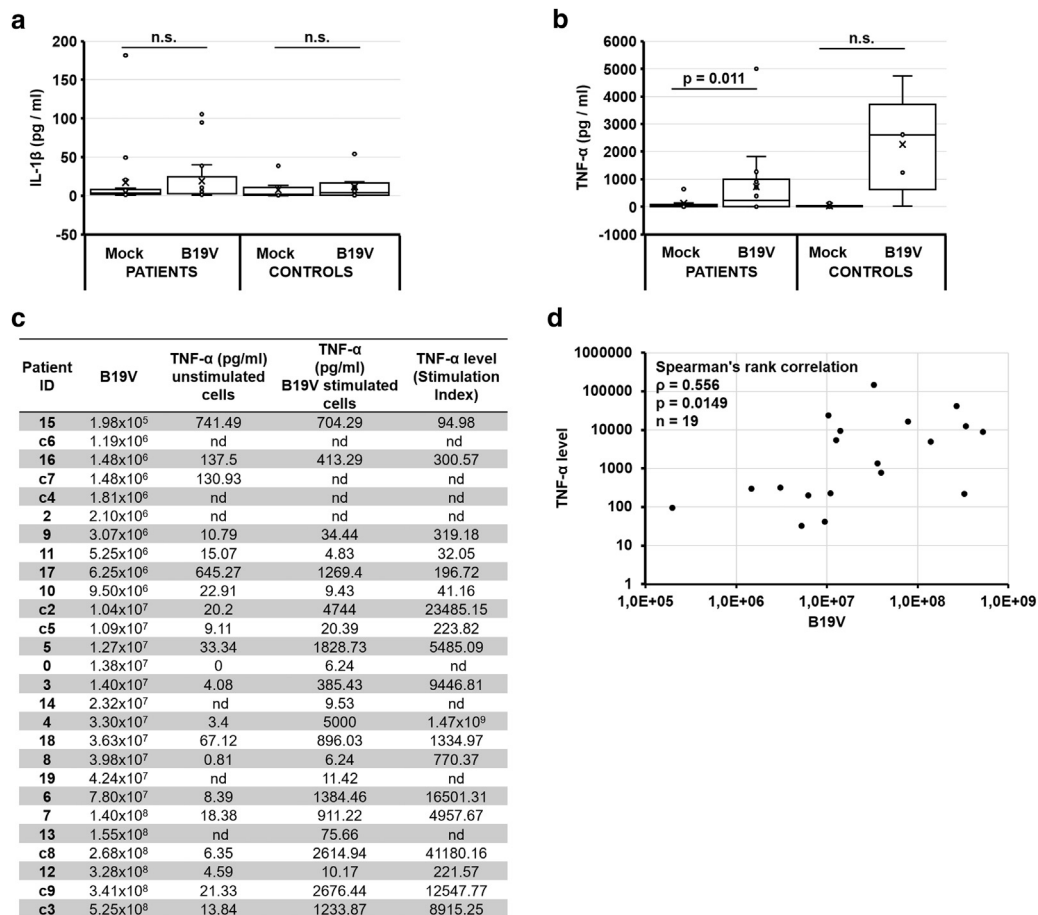 a
n.s.
n.s.
200
150
100
50
0
-50
IL-1β (pg / ml)
Mock B19V Mock B19V
PATIENTS CONTROLS
b
n.s.
p = 0.011
6000
5000
4000
3000
2000
1000
0
-1000
TNF-α (pg / ml)
Mock B19V Mock B19V
PATIENTS CONTROLS
c
Patient ID B19V TNF-α (pg/ml) unstimulated cells TNF-α (pg/ml) B19V stimulated cells TNF-α level (Stimulation Index)
15 1.98x10⁵ 741.49 704.29 94.98
c6 1.19x10⁶ nd nd nd
16 1.48x10⁶ 137.5 413.29 300.57
c7 1.48x10⁶ 130.93 nd nd
c4 1.81x10⁶ nd nd nd
2 2.10x10⁶ nd nd nd
9 3.07x10⁶ 10.79 34.44 319.18
11 5.25x10⁶ 15.07 4.83 32.05
17 6.25x10⁶ 645.27 1269.4 196.72
10 9.50x10⁶ 22.91 9.43 41.16
c2 1.04x10⁷ 20.2 4744 23485.15
c5 1.09x10⁷ 9.11 20.39 223.82
5 1.27x10⁷ 33.34 1828.73 5485.09
0 1.38x10⁷ 0 6.24 nd
3 1.40x10⁷ 4.08 385.43 9446.81
14 2.32x10⁷ nd 9.53 nd
4 3.30x10⁷ 3.4 5000 1.47x10⁹
18 3.63x10⁷ 67.12 896.03 1334.97
8 3.98x10⁷ 0.81 6.24 770.37
19 4.24x10⁷ nd 11.42 nd
6 7.80x10⁷ 8.39 1384.46 16501.31
7 1.40x10⁸ 18.38 911.22 4957.67
13 1.55x10⁸ nd 75.66 nd
c8 2.68x10⁸ 6.35 2614.94 41180.16
12 3.28x10⁸ 4.59 10.17 221.57
c9 3.41x10⁸ 21.33 2676.44 12547.77
c3 5.25x10⁸ 13.84 1233.87 8915.25
d
Spearman's rank correlation
ρ = 0.556
p = 0.0149
n = 19
1000000
100000
10000
1000
100
10
1
TNF-α level
1,0E+05 1,0E+06 1,0E+07 1,0E+08 1,0E+09
B19V